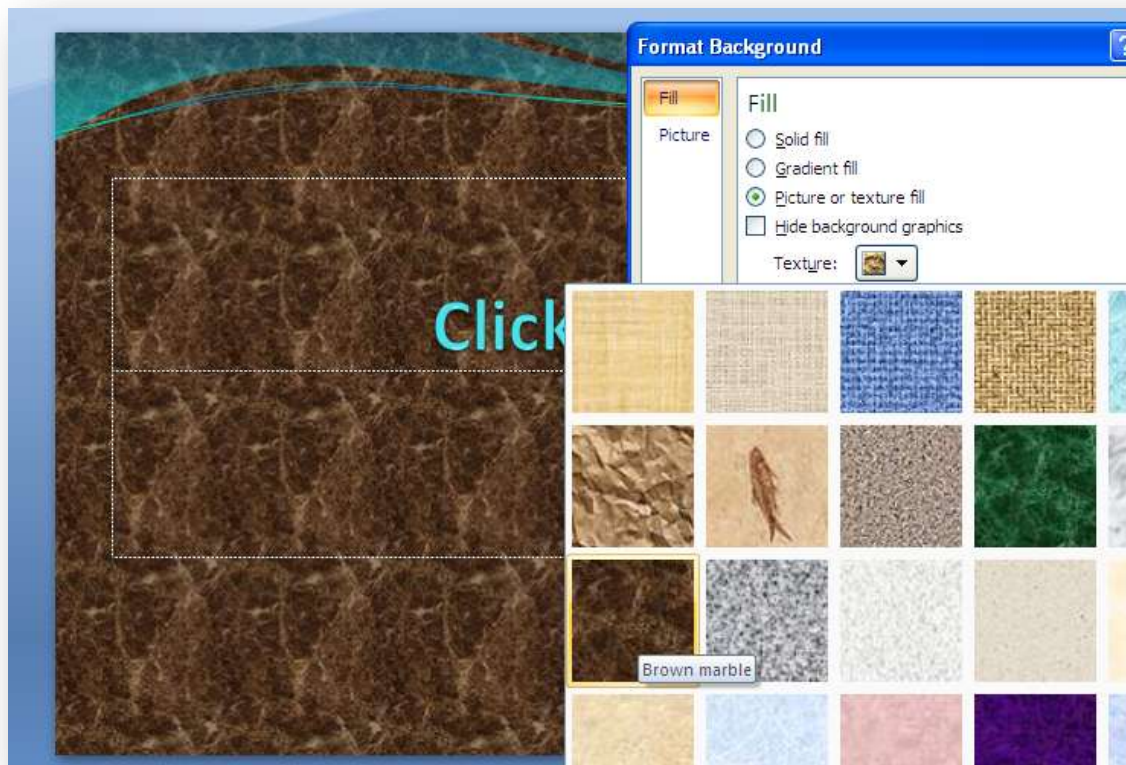 Format Background
?
Fill
Picture
Fill
Solid fill
Gradient fill
Picture or texture fill
Hide background graphics
Texture:
Click
Brown marble